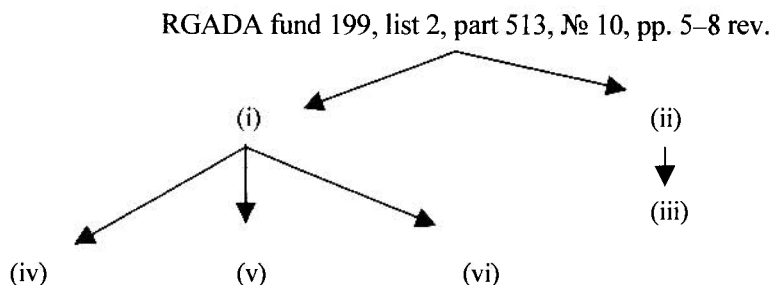 RGADA fund 199, list 2, part 513, № 10, pp. 5–8 rev.
(i) (ii)
(iii)
(iv) (v) (vi)